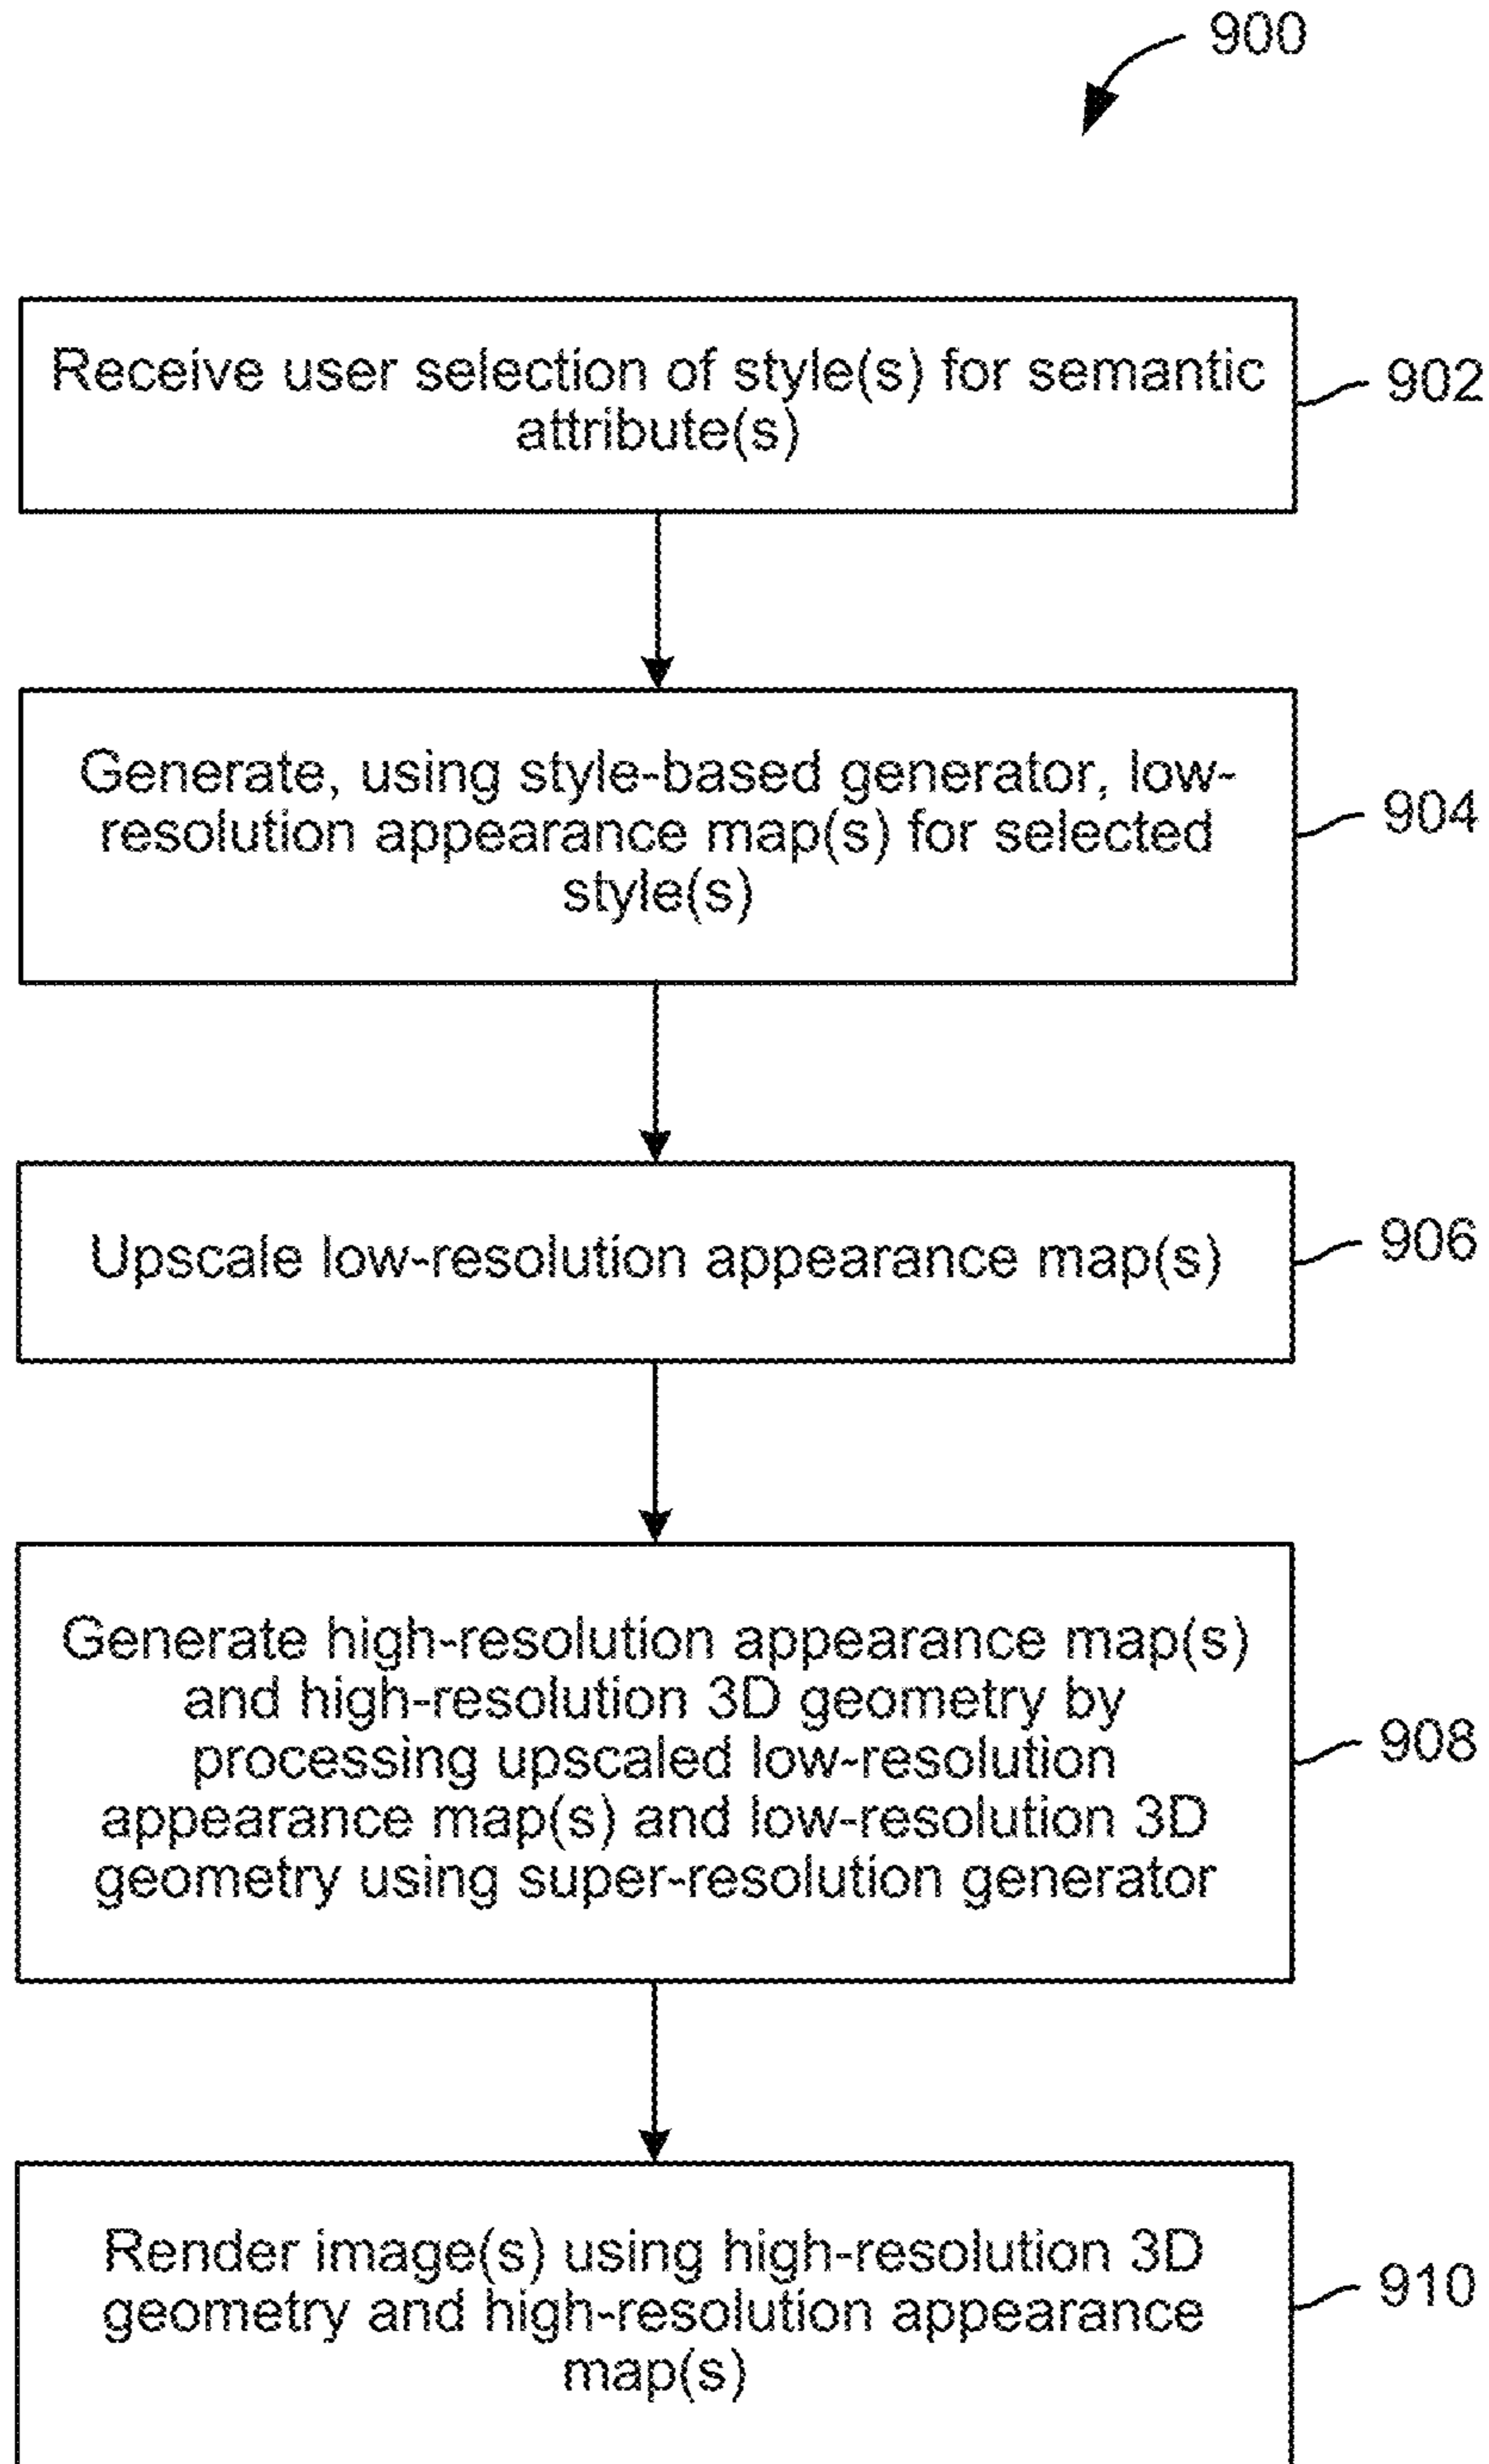 900
Receive user selection of style(s) for semantic
attribute(s)
902
Generate, using style-based generator, low-
resolution appearance map(s) for selected
style(s)
904
Upscale low-resolution appearance map(s)
906
Generate high-resolution appearance map(s)
and high-resolution 3D geometry by
processing upscaled low-resolution
appearance map(s) and low-resolution 3D
geometry using super-resolution generator
908
Render image(s) using high-resolution 3D
geometry and high-resolution appearance
map(s)
910